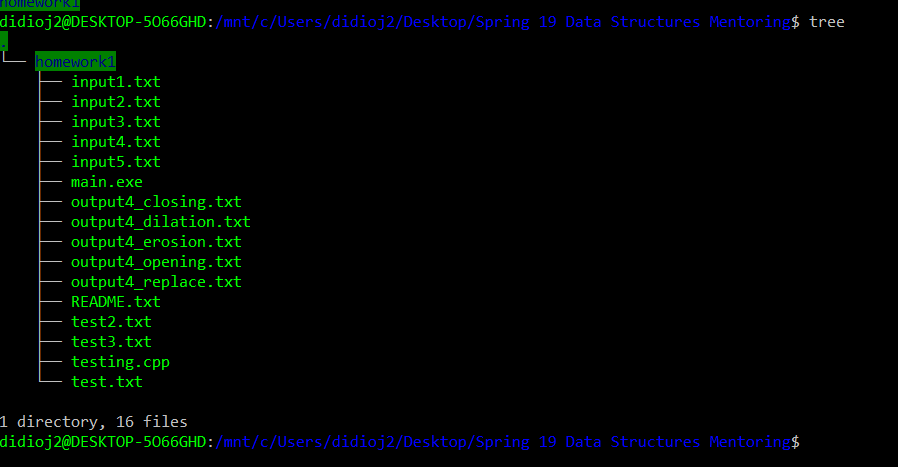 homework1
didioj2@DESKTOP-5O66GHD:/mnt/c/Users/didioj2/Desktop/Spring 19 Data Structures Mentoring$ tree
.
└── homework1
    ├── input1.txt
    ├── input2.txt
    ├── input3.txt
    ├── input4.txt
    ├── input5.txt
    ├── main.exe
    ├── output4_closing.txt
    ├── output4_dilation.txt
    ├── output4_erosion.txt
    ├── output4_opening.txt
    ├── output4_replace.txt
    ├── README.txt
    ├── test2.txt
    ├── test3.txt
    ├── testing.cpp
    └── test.txt
1 directory, 16 files
didioj2@DESKTOP-5O66GHD:/mnt/c/Users/didioj2/Desktop/Spring 19 Data Structures Mentoring$